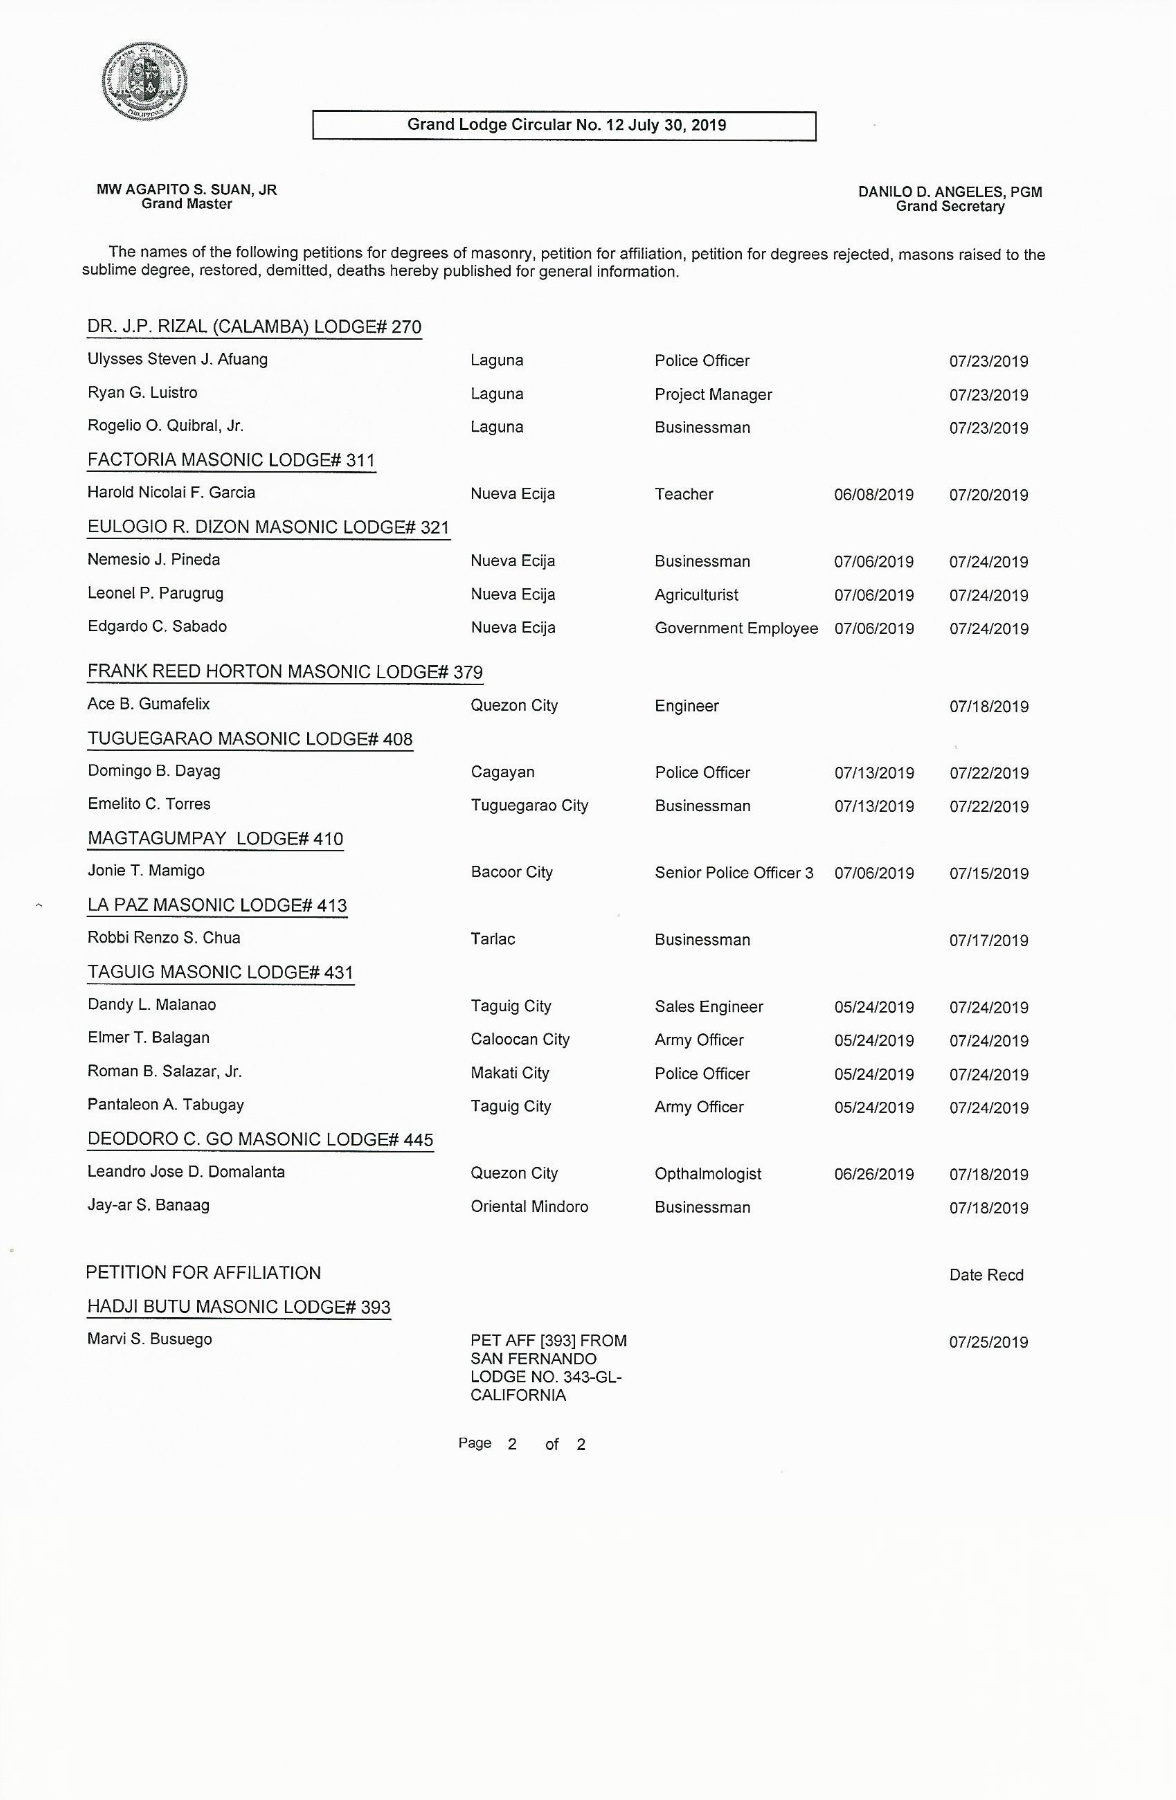 PHILIPPINES
Grand Lodge Circular No. 12 July 30, 2019
MW AGAPITO S. SUAN, JR
Grand Master
DANILO D. ANGELES, PGM
Grand Secretary
The names of the following petitions for degrees of masonry, petition for affiliation, petition for degrees rejected, masons raised to the
sublime degree, restored, demitted, deaths hereby published for general information.
DR. J.P. RIZAL (CALAMBA) LODGE# 270
Ulysses Steven J. Afuang Laguna Police Officer 07/23/2019
Ryan G. Luistro Laguna Project Manager 07/23/2019
Rogelio O. Quibral, Jr. Laguna Businessman 07/23/2019
FACTORIA MASONIC LODGE# 311
Harold Nicolai F. Garcia Nueva Ecija Teacher 06/08/2019 07/20/2019
EULOGIO R. DIZON MASONIC LODGE# 321
Nemesio J. Pineda Nueva Ecija Businessman 07/06/2019 07/24/2019
Leonel P. Parugrug Nueva Ecija Agriculturist 07/06/2019 07/24/2019
Edgardo C. Sabado Nueva Ecija Government Employee 07/06/2019 07/24/2019
FRANK REED HORTON MASONIC LODGE# 379
Ace B. Gumafelix Quezon City Engineer 07/18/2019
TUGUEGARAO MASONIC LODGE# 408
Domingo B. Dayag Cagayan Police Officer 07/13/2019 07/22/2019
Emelito C. Torres Tuguegarao City Businessman 07/13/2019 07/22/2019
MAGTAGUMPAY LODGE# 410
Jonie T. Mamigo Bacoor City Senior Police Officer 3 07/06/2019 07/15/2019
LA PAZ MASONIC LODGE# 413
Robbi Renzo S. Chua Tarlac Businessman 07/17/2019
TAGUIG MASONIC LODGE# 431
Dandy L. Malanao Taguig City Sales Engineer 05/24/2019 07/24/2019
Elmer T. Balagan Caloocan City Army Officer 05/24/2019 07/24/2019
Roman B. Salazar, Jr. Makati City Police Officer 05/24/2019 07/24/2019
Pantaleon A. Tabugay Taguig City Army Officer 05/24/2019 07/24/2019
DEODORO C. GO MASONIC LODGE# 445
Leandro Jose D. Domalanta Quezon City Opthalmologist 06/26/2019 07/18/2019
Jay-ar S. Banaag Oriental Mindoro Businessman 07/18/2019
PETITION FOR AFFILIATION Date Recd
HADJI BUTU MASONIC LODGE# 393
Marvi S. Busuego PET AFF [393] FROM 07/25/2019
SAN FERNANDO
LODGE NO. 343-GL-
CALIFORNIA
Page 2 of 2